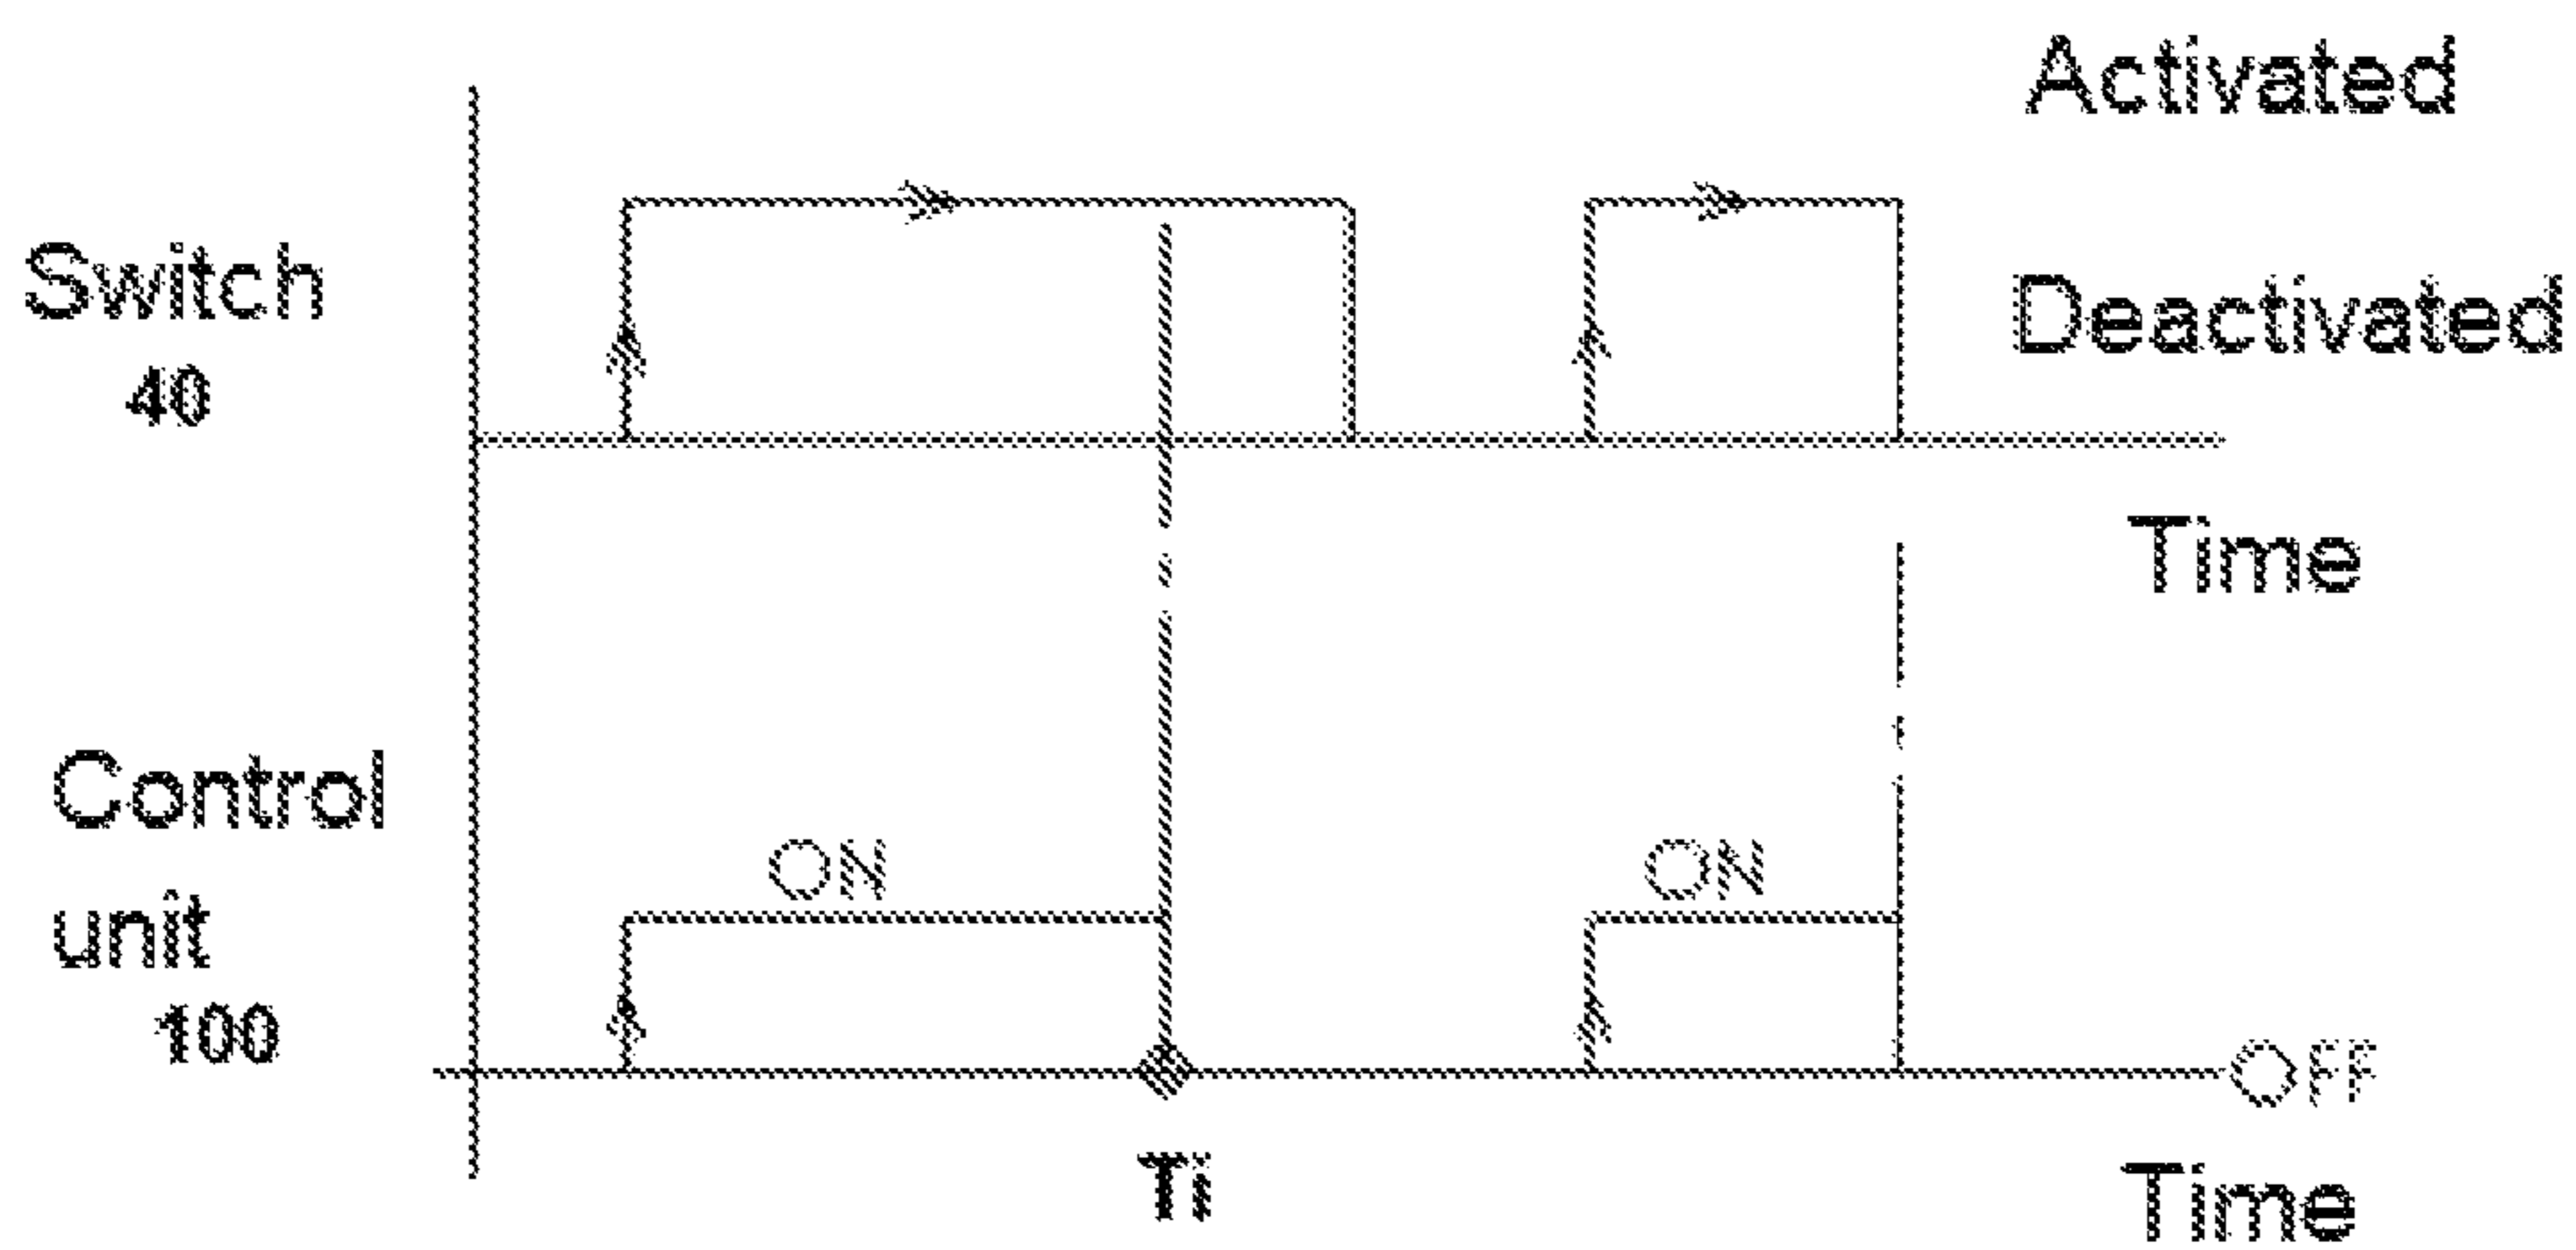 Activated
Switch
40
Deactivated
Time
Control
unit
100
ON
ON
OFF
Ti
Time